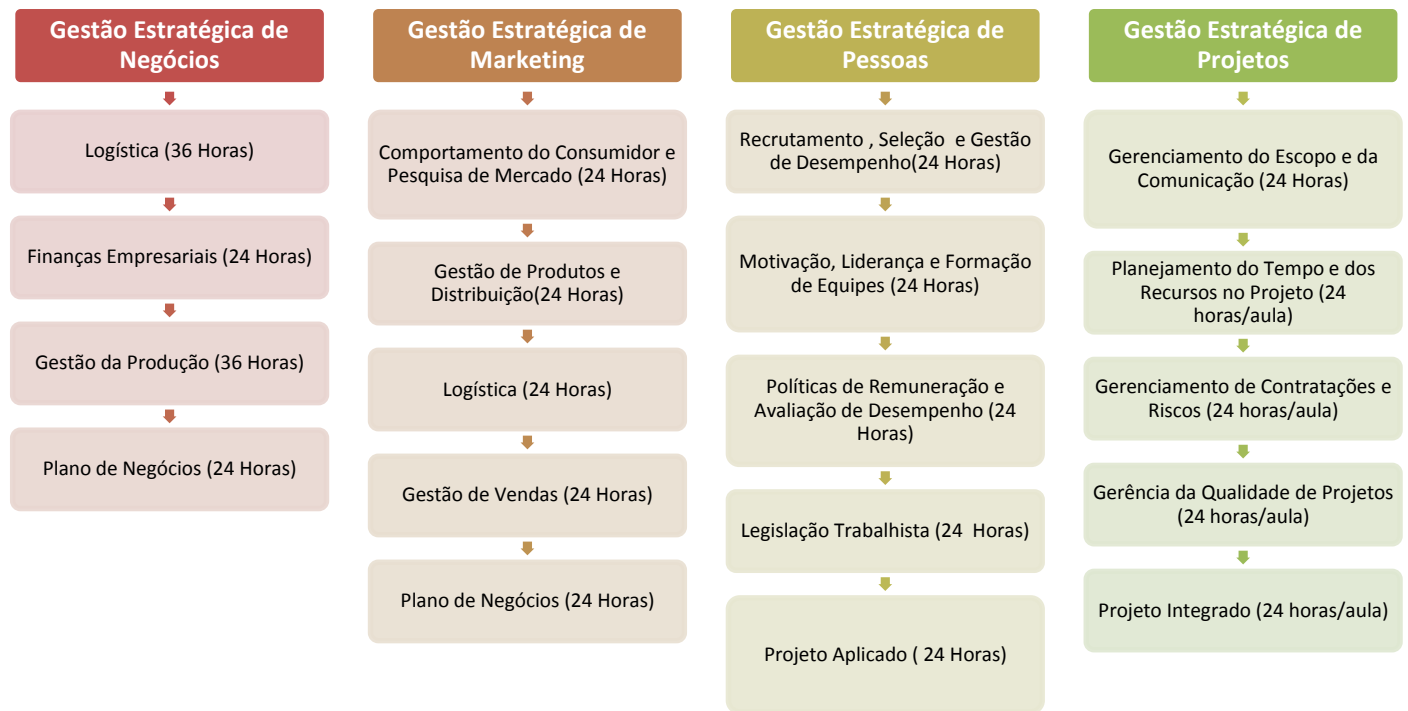 Gestão Estratégica de
Negócios
Logística (36 Horas)
Finanças Empresariais (24 Horas)
Gestão da Produção (36 Horas)
Plano de Negócios (24 Horas)
Gestão Estratégica de
Marketing
Comportamento do Consumidor e
Pesquisa de Mercado (24 Horas)
Gestão de Produtos e
Distribuição(24 Horas)
Logística (24 Horas)
Gestão de Vendas (24 Horas)
Plano de Negócios (24 Horas)
Gestão Estratégica de
Pessoas
Recrutamento , Seleção  e Gestão
de Desempenho(24 Horas)
Motivação, Liderança e Formação
de Equipes (24 Horas)
Políticas de Remuneração e
Avaliação de Desempenho (24
Horas)
Legislação Trabalhista (24  Horas)
Projeto Aplicado ( 24 Horas)
Gestão Estratégica de
Projetos
Gerenciamento do Escopo e da
Comunicação (24 Horas)
Planejamento do Tempo e dos
Recursos no Projeto (24
horas/aula)
Gerenciamento de Contratações e
Riscos (24 horas/aula)
Gerência da Qualidade de Projetos
(24 horas/aula)
Projeto Integrado (24 horas/aula)